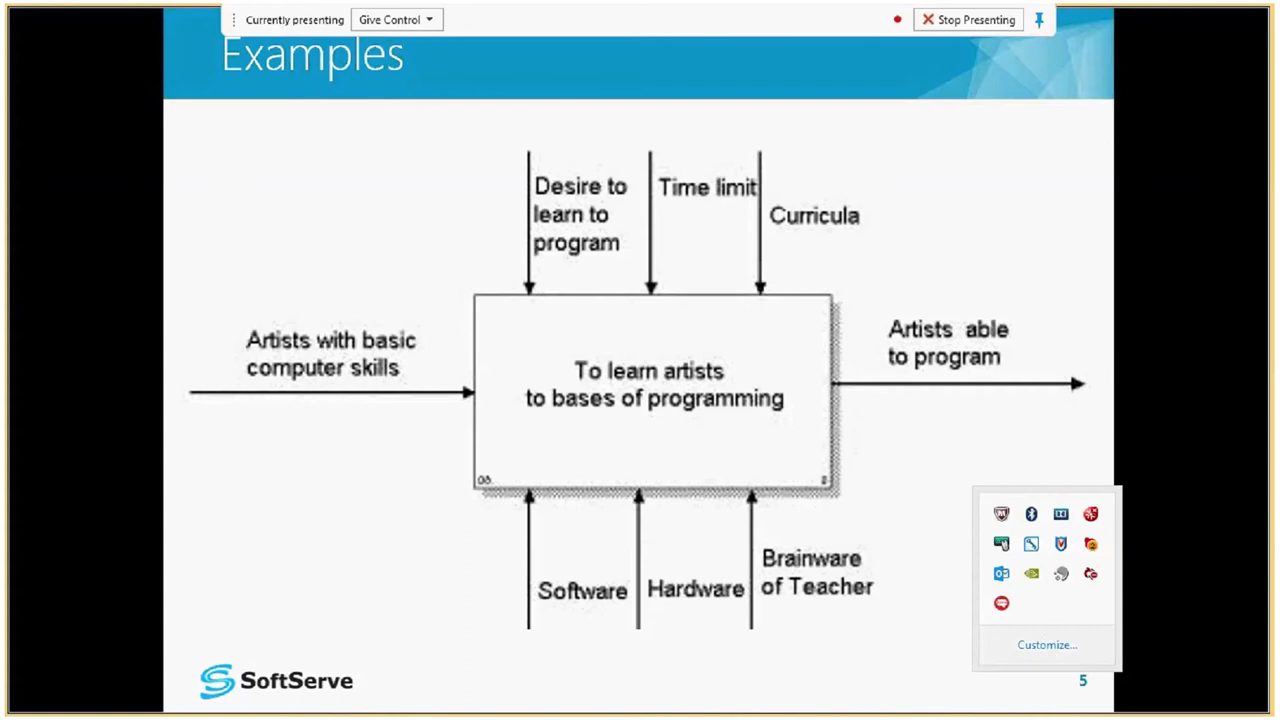 Currently presenting
Give Control
Stop Presenting
Examples
Desire to
learn to
program
Time limit
Curricula
Artists with basic
computer skills
To learn artists
to bases of programming
Artists able
to program
Software
Hardware
Brainware
of Teacher
Customize...
SoftServe
5